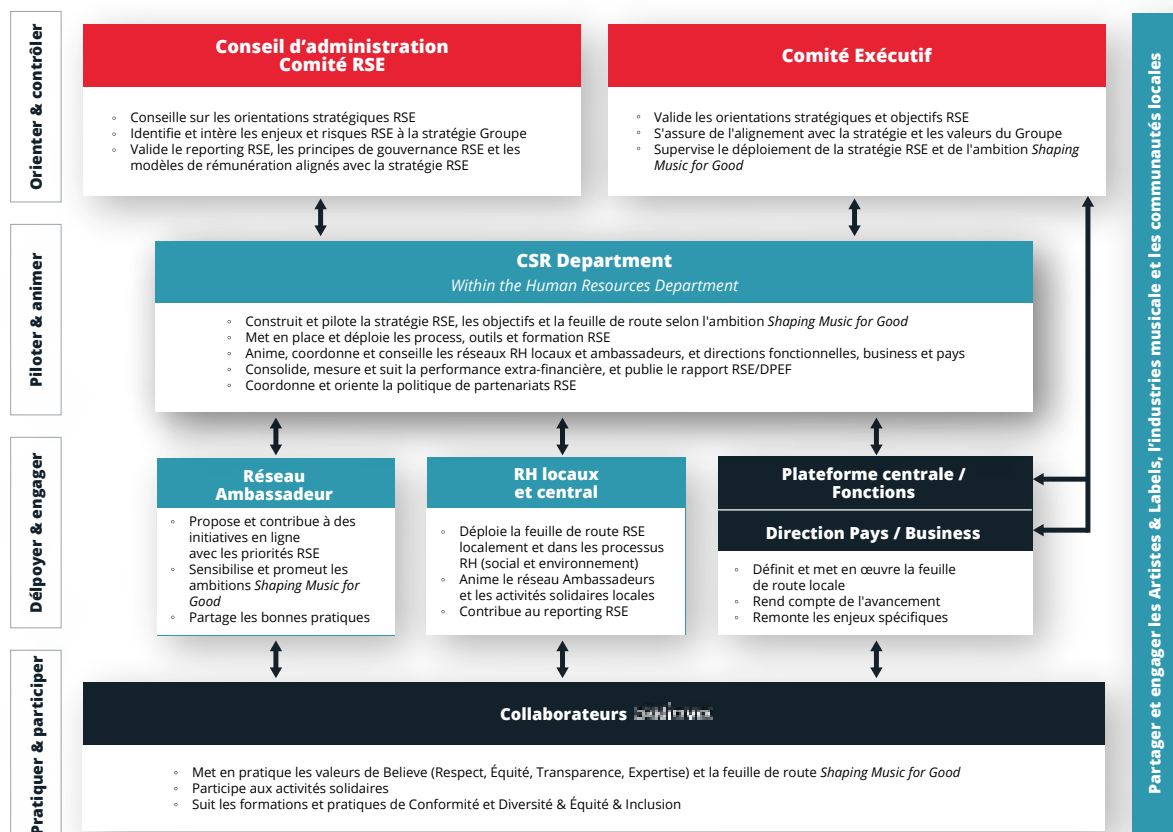 Orienter & contrôler
Conseil d’administration
Comité RSE
◦ Conseille sur les orientations stratégiques RSE
◦ Identifie et intère les enjeux et risques RSE à la stratégie Groupe
◦ Valide le reporting RSE, les principes de gouvernance RSE et les
modèles de rémunération alignés avec la stratégie RSE
Comité Exécutif
◦ Valide les orientations stratégiques et objectifs RSE
◦ S'assure de l'alignement avec la stratégie et les valeurs du Groupe
◦ Supervise le déploiement de la stratégie RSE et de l'ambition Shaping
Music for Good
Piloter & animer
CSR Department
Within the Human Resources Department
◦ Construit et pilote la stratégie RSE, les objectifs et la feuille de route selon l'ambition Shaping Music for Good
◦ Met en place et déploie les process, outils et formation RSE
◦ Anime, coordonne et conseille les réseaux RH locaux et ambassadeurs, et directions fonctionnelles, business et pays
◦ Consolide, mesure et suit la performance extra-financière, et publie le rapport RSE/DPEF
◦ Coordonne et oriente la politique de partenariats RSE
Délpoyer & engager
Réseau
Ambassadeur
◦ Propose et contribue à des
initiatives en ligne
avec les priorités RSE
◦ Sensibilise et promeut les
ambitions Shaping Music for
Good
◦ Partage les bonnes pratiques
RH locaux
et central
◦ Déploie la feuille de route RSE
localement et dans les processus
RH (social et environnement)
◦ Anime le réseau Ambassadeurs
et les activités solidaires locales
◦ Contribue au reporting RSE
Plateforme centrale /
Fonctions
Direction Pays / Business
◦ Définit et met en œuvre la feuille
de route locale
◦ Rend compte de l'avancement
◦ Remonte les enjeux spécifiques
Pratiquer & participer
Collaborateurs
◦ Met en pratique les valeurs de Believe (Respect, Équité, Transparence, Expertise) et la feuille de route Shaping Music for Good
◦ Participe aux activités solidaires
◦ Suit les formations et pratiques de Conformité et Diversité & Équité & Inclusion
Partager et engager les Artistes & Labels, l’industries musicale et les communautés locales